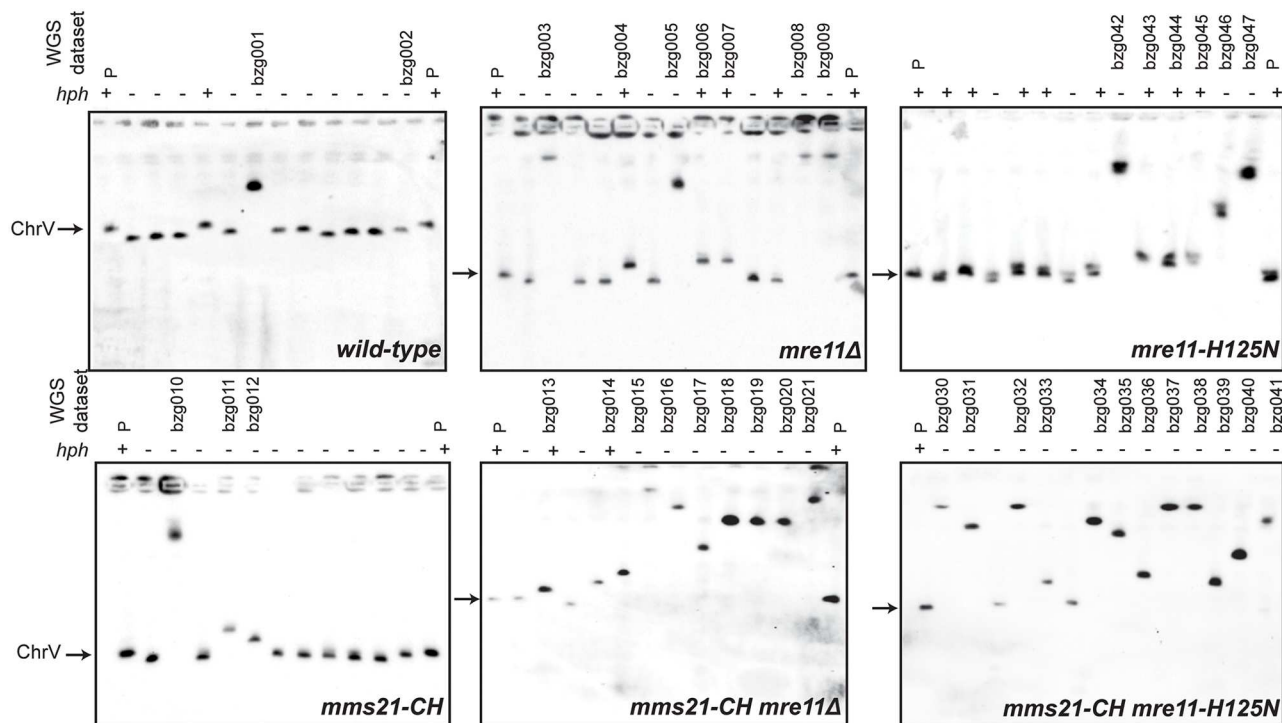 WGS dataset
P bzg001 bzg002 P
hph + - - - + - - - - - - - - +
ChrV
wild-type
bzg003 bzg004 bzg005 bzg006 bzg007 bzg008 bzg009 P
+ - - - - + - - + + - + - - +
mre11Δ
P bzg042 bzg043 bzg044 bzg045 bzg046 bzg047 P
+ + + - + + - + - + + + - - +
mre11-H125N
WGS dataset
P bzg010 bzg011 bzg012 P
hph + - - - - - - - - - - - +
ChrV
mms21-CH
bzg013 bzg014 bzg015 bzg016 bzg017 bzg018 bzg019 bzg020 bzg021 P
+ - + - - + - - - - - - - +
mms21-CH mre11Δ
P bzg030 bzg031 bzg032 bzg033 bzg034 bzg035 bzg036 bzg037 bzg038 bzg039 bzg040 bzg041
+ - - - - - - - - - - - - - -
mms21-CH mre11-H125N